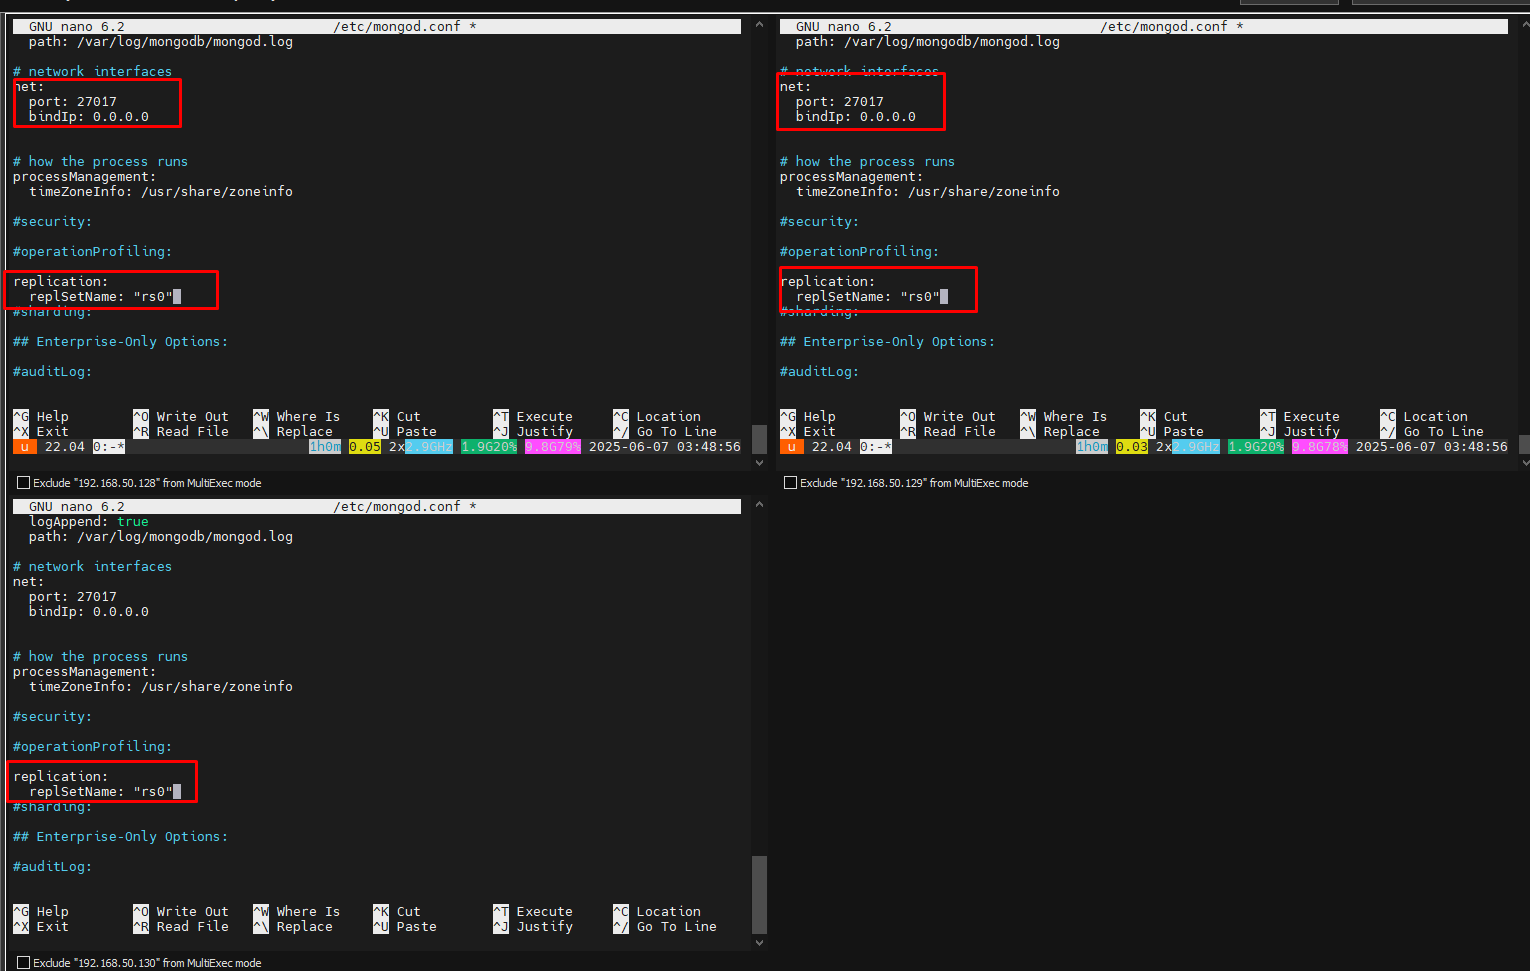 GNU nano 6.2 /etc/mongod.conf *
path: /var/log/mongodb/mongod.log
# network interfaces
net:
port: 27017
bindIp: 0.0.0.0
# how the process runs
processManagement:
timeZoneInfo: /usr/share/zoneinfo
#security:
#operationProfiling:
replication:
replSetName: "rs0"
#sharding:
## Enterprise-Only Options:
#auditLog:
^G Help ^O Write Out ^W Where Is ^K Cut ^T Execute ^C Location
^X Exit ^R Read File ^\ Replace ^U Paste ^J Justify ^/ Go To Line
u 22.04 0:-* 1h0m 0.05 2x2.9GHz 1.9G20% 9.8G79% 2025-06-07 03:48:56
Exclude "192.168.50.128" from MultiExec mode
GNU nano 6.2 /etc/mongod.conf *
path: /var/log/mongodb/mongod.log
# network interfaces
net:
port: 27017
bindIp: 0.0.0.0
# how the process runs
processManagement:
timeZoneInfo: /usr/share/zoneinfo
#security:
#operationProfiling:
replication:
replSetName: "rs0"
#sharding:
## Enterprise-Only Options:
#auditLog:
^G Help ^O Write Out ^W Where Is ^K Cut ^T Execute ^C Location
^X Exit ^R Read File ^\ Replace ^U Paste ^J Justify ^/ Go To Line
u 22.04 0:-* 1h0m 0.03 2x2.9GHz 1.9G20% 9.8G78% 2025-06-07 03:48:56
Exclude "192.168.50.129" from MultiExec mode
GNU nano 6.2 /etc/mongod.conf *
logAppend: true
path: /var/log/mongodb/mongod.log
# network interfaces
net:
port: 27017
bindIp: 0.0.0.0
# how the process runs
processManagement:
timeZoneInfo: /usr/share/zoneinfo
#security:
#operationProfiling:
replication:
replSetName: "rs0"
#sharding:
## Enterprise-Only Options:
#auditLog:
^G Help ^O Write Out ^W Where Is ^K Cut ^T Execute ^C Location
^X Exit ^R Read File ^\ Replace ^U Paste ^J Justify ^/ Go To Line
Exclude "192.168.50.130" from MultiExec mode